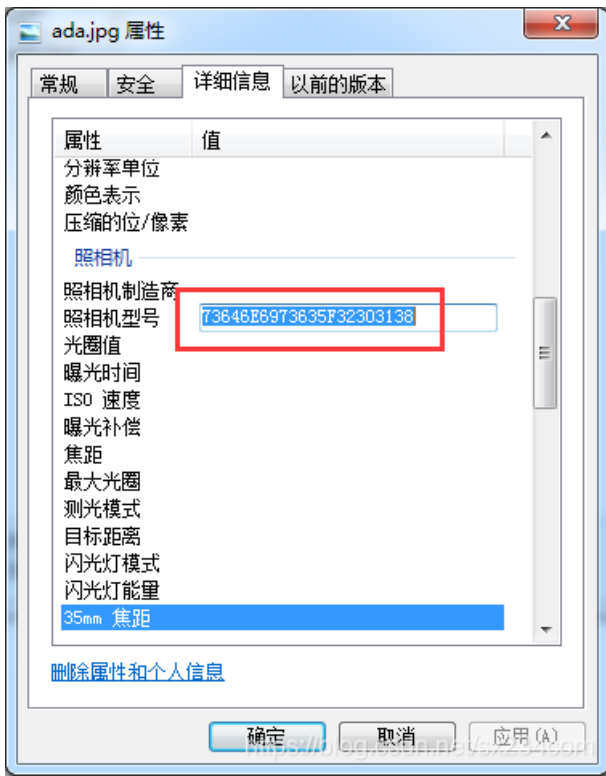 ada.jpg 属性
常规 安全 详细信息 以前的版本
属性 值
分辨率单位
颜色表示
压缩的位/像素
照相机
照相机制造商
照相机型号 73646E6973635F32303138
光圈值
曝光时间
ISO 速度
曝光补偿
焦距
最大光圈
测光模式
目标距离
闪光灯模式
闪光灯能量
35mm 焦距
删除属性和个人信息
确定 取消 应用(A)